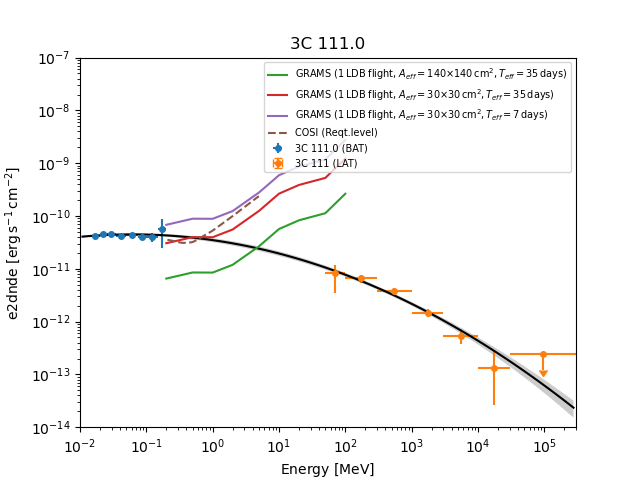 3C 111.0
GRAMS (1 LDB flight, A_eff = 140×140 cm², T_eff = 35 days)
GRAMS (1 LDB flight, A_eff = 30×30 cm², T_eff = 35 days)
GRAMS (1 LDB flight, A_eff = 30×30 cm², T_eff = 7 days)
COSI (Reqt.level)
3C 111.0 (BAT)
3C 111 (LAT)
e2dnde [erg s⁻¹ cm⁻²]
10⁻⁷
10⁻⁸
10⁻⁹
10⁻¹⁰
10⁻¹¹
10⁻¹²
10⁻¹³
10⁻¹⁴
10⁻² 10⁻¹ 10⁰ 10¹ 10² 10³ 10⁴ 10⁵
Energy [MeV]